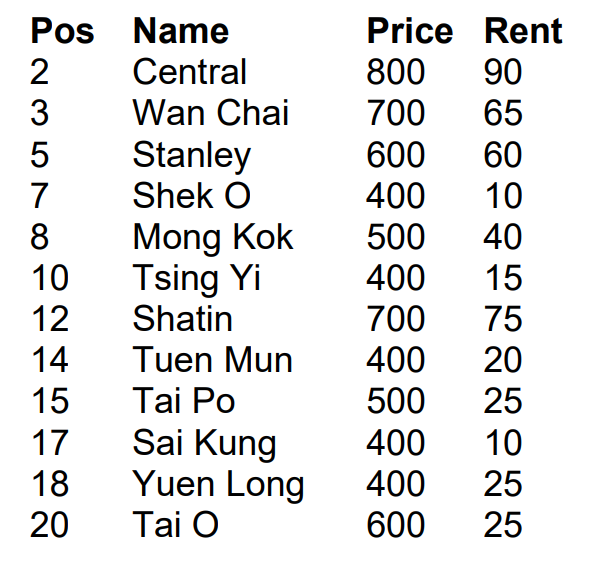 Pos Name Price Rent
2 Central 800 90
3 Wan Chai 700 65
5 Stanley 600 60
7 Shek O 400 10
8 Mong Kok 500 40
10 Tsing Yi 400 15
12 Shatin 700 75
14 Tuen Mun 400 20
15 Tai Po 500 25
17 Sai Kung 400 10
18 Yuen Long 400 25
20 Tai O 600 25